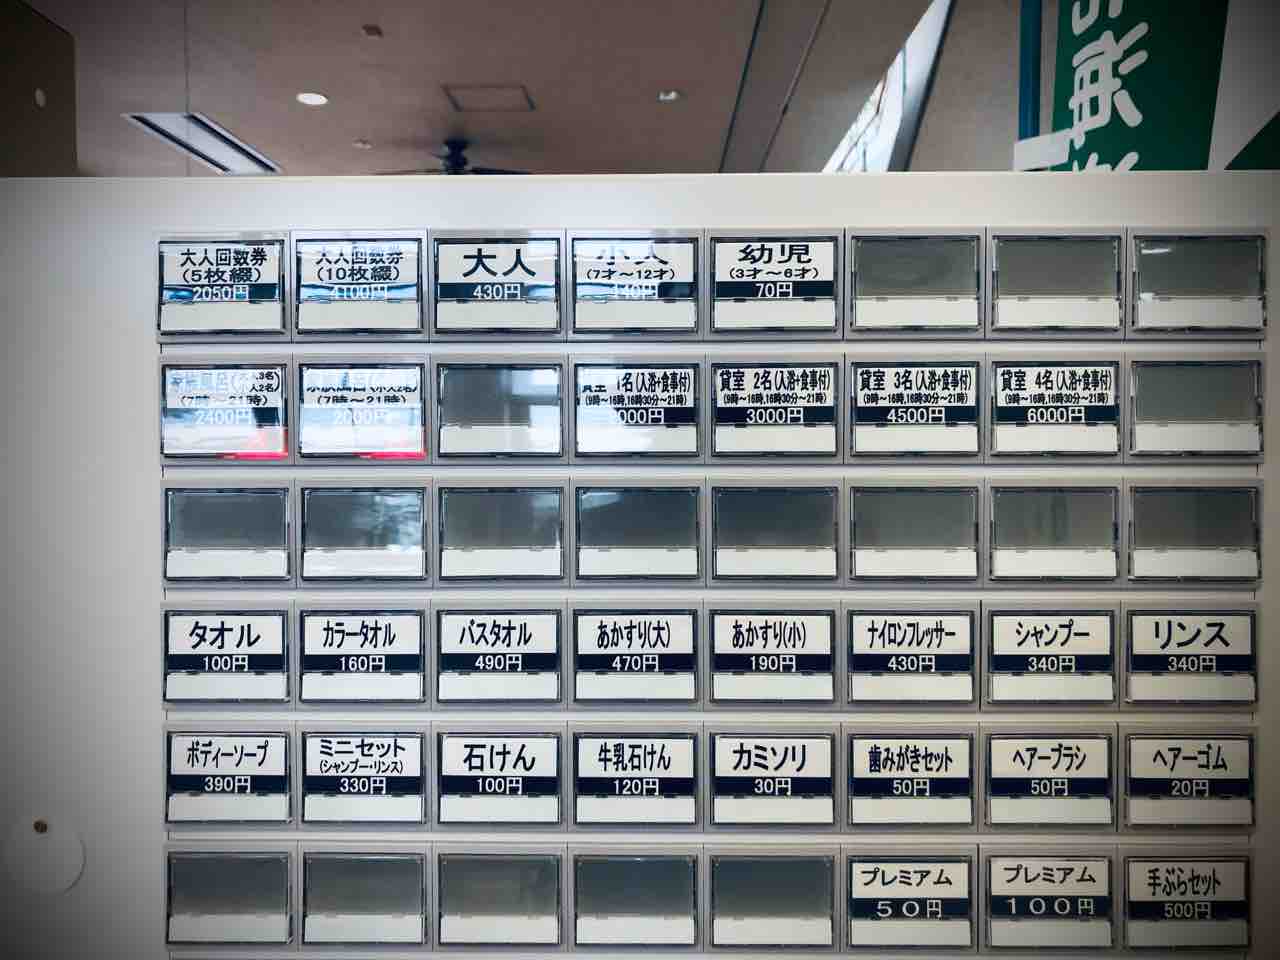 大人回数券
(5枚綴)
2050円
大人回数券
(10枚綴)
4100円
大人
430円
小人
(7才～12才)
140円
幼児
(3才～6才)
70円
(7時～21時)
2400円
(7時～21時)
2000円
1名(入浴+食事付)
(9時～16時,16時30分～21時)
貸室 2名(入浴+食事付)
(9時～16時,16時30分～21時)
3000円
貸室 3名(入浴+食事付)
(9時～16時,16時30分～21時)
4500円
貸室 4名(入浴+食事付)
(9時～16時,16時30分～21時)
6000円
タオル
100円
カラータオル
160円
バスタオル
490円
あかすり(大)
470円
あかすり(小)
190円
ナイロンフレッサー
430円
シャンプー
340円
リンス
340円
ボディーソープ
390円
ミニセット
(シャンプー・リンス)
330円
石けん
100円
牛乳石けん
120円
カミソリ
30円
歯みがきセット
50円
ヘアーブラシ
50円
ヘアーゴム
20円
プレミアム
50円
プレミアム
100円
手ぶらセット
500円